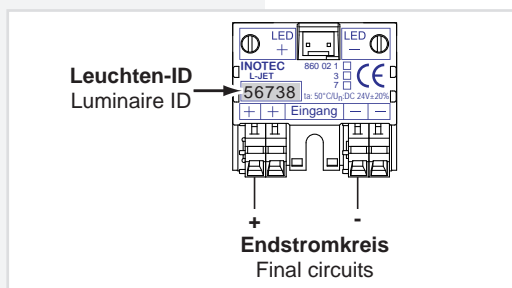 LED LED
+ −
INOTEC 860 02 1
L-JET 3
7
CE
Leuchten-ID
Luminaire ID
56738
ta: 50°C/Un:DC 24V±20%
+ + Eingang − −
+ -
Endstromkreis
Final circuits